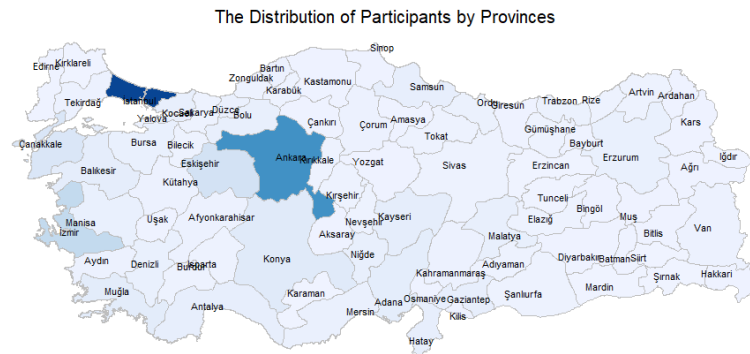 The Distribution of Participants by Provinces
Sinop
Edirne
Kırklareli
Bartın
Zonguldak
Kastamonu
Karabük
Samsun
Artvin
Ardahan
Tekirdağ
İstanbul
Kocaeli
Sakarya
Düzce
Bolu
Yalova
Ordu
Giresun
Trabzon
Rize
Çankırı
Çorum
Amasya
Tokat
Gümüşhane
Bayburt
Kars
Çanakkale
Bursa
Bilecik
Eskişehir
Ankara
Kırıkkale
Yozgat
Sivas
Erzincan
Erzurum
Iğdır
Ağrı
Balıkesir
Kütahya
Kırşehir
Tunceli
Bingöl
Muş
Manisa
İzmir
Uşak
Afyonkarahisar
Aksaray
Nevşehir
Kayseri
Elazığ
Malatya
Bitlis
Van
Aydın
Denizli
Burdur
Isparta
Konya
Niğde
Kahramanmaraş
Adıyaman
Diyarbakır
Batman
Siirt
Hakkari
Şırnak
Muğla
Antalya
Karaman
Mersin
Adana
Osmaniye
Gaziantep
Kilis
Şanlıurfa
Mardin
Hatay